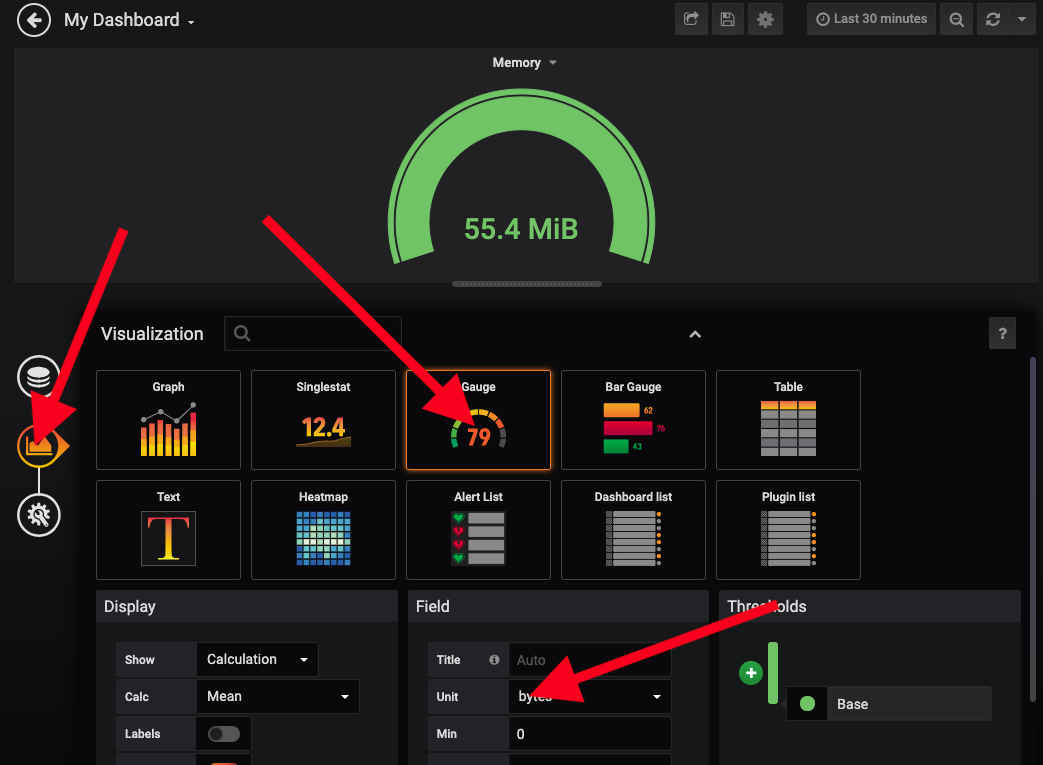 My Dashboard
Last 30 minutes
Memory
55.4 MiB
Visualization
?
Graph
Singlestat
Gauge
Bar Gauge
Table
12.4
79
62
76
43
Text
Heatmap
Alert List
Dashboard list
Plugin list
T
Display
Field
Thresholds
Show
Calculation
Title
Auto
Calc
Mean
Unit
bytes
Base
Labels
Min
0